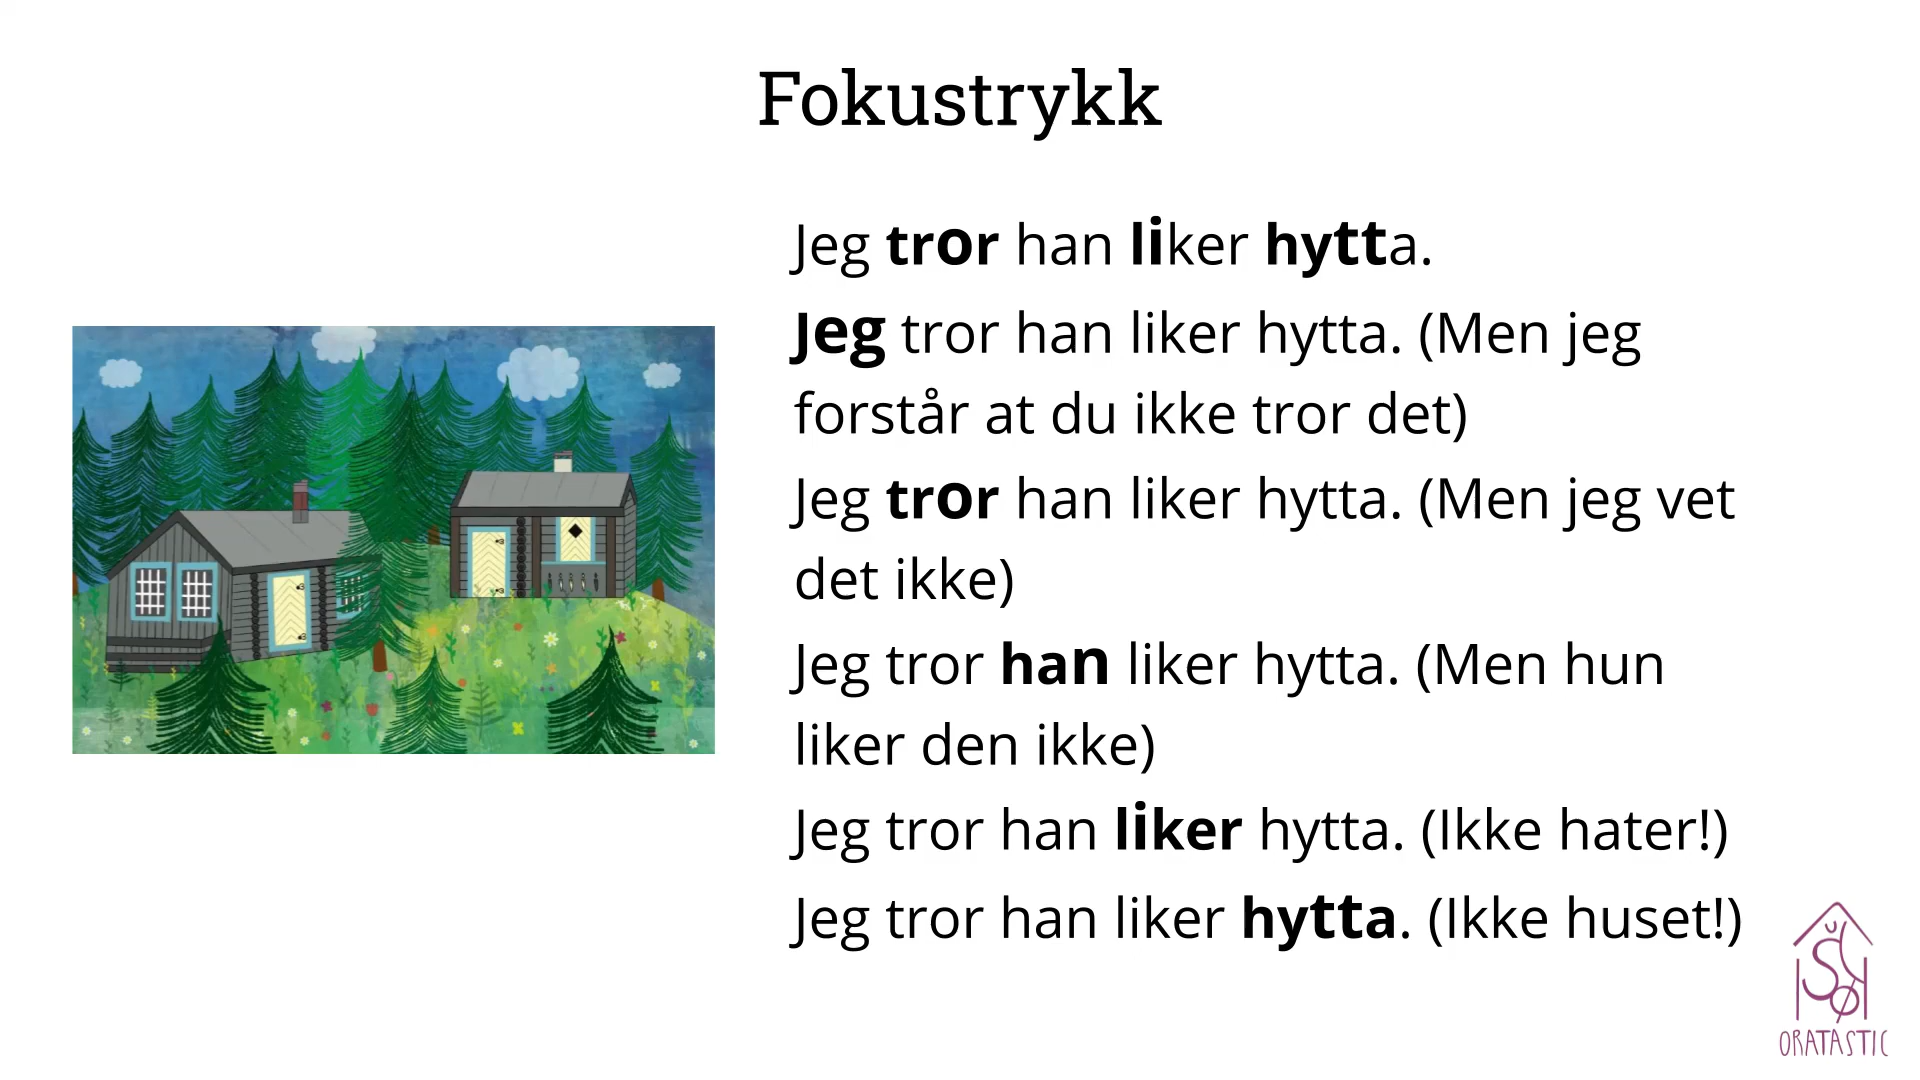 Fokustrykk
Jeg tror han liker hytta.
Jeg tror han liker hytta. (Men jeg
forstår at du ikke tror det)
Jeg tror han liker hytta. (Men jeg vet
det ikke)
Jeg tror han liker hytta. (Men hun
liker den ikke)
Jeg tror han liker hytta. (Ikke hater!)
Jeg tror han liker hytta. (Ikke huset!)
ORATASTIC